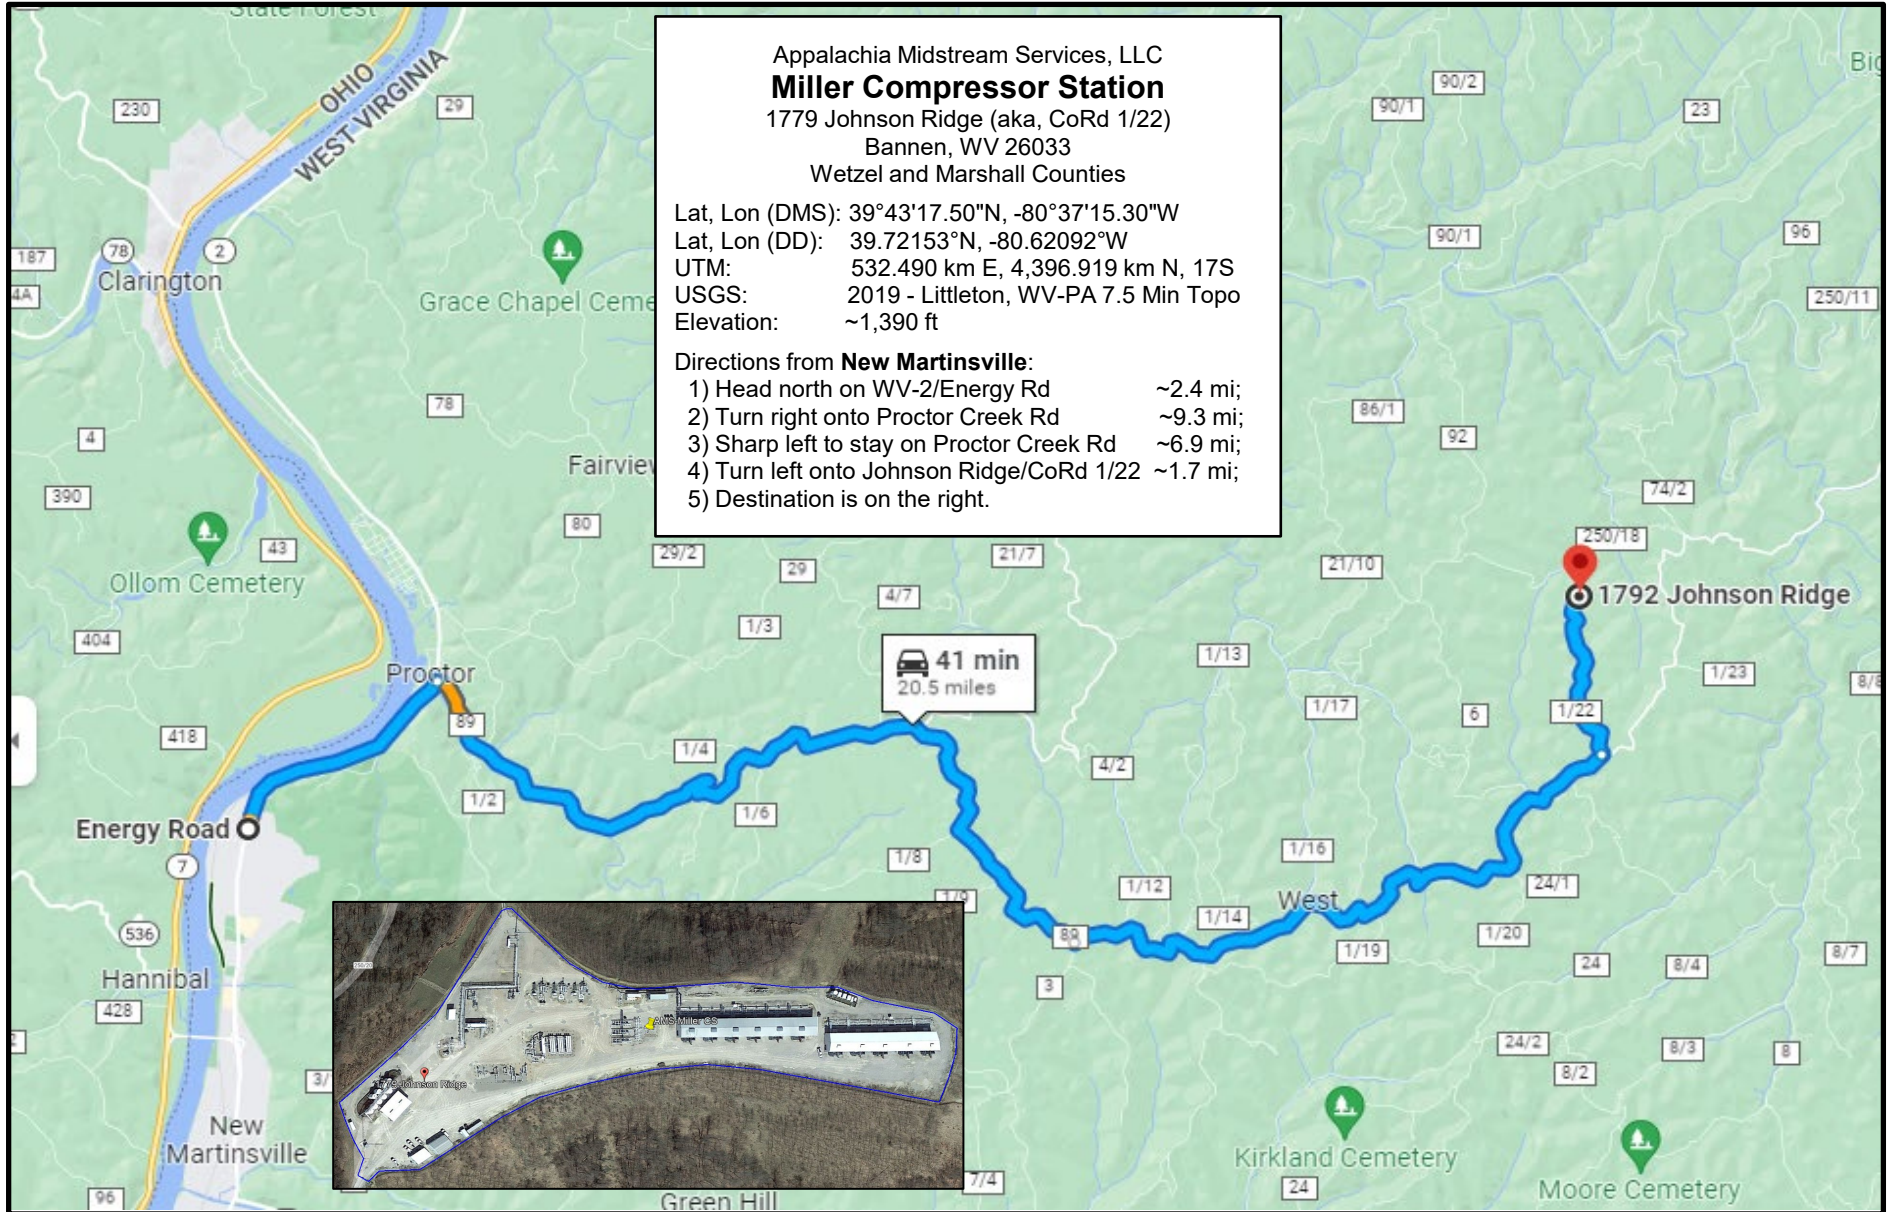 Appalachia Midstream Services, LLC
Miller Compressor Station
1779 Johnson Ridge (aka, CoRd 1/22)
Bannen, WV 26033
Wetzel and Marshall Counties
Lat, Lon (DMS): 39°43'17.50"N, -80°37'15.30"W
Lat, Lon (DD): 39.72153°N, -80.62092°W
UTM: 532.490 km E, 4,396.919 km N, 17S
USGS: 2019 - Littleton, WV-PA 7.5 Min Topo
Elevation: ~1,390 ft
Directions from New Martinsville:
1) Head north on WV-2/Energy Rd ~2.4 mi;
2) Turn right onto Proctor Creek Rd ~9.3 mi;
3) Sharp left to stay on Proctor Creek Rd ~6.9 mi;
4) Turn left onto Johnson Ridge/CoRd 1/22 ~1.7 mi;
5) Destination is on the right.
State Forest
OHIO
WEST VIRGINIA
230
29
90/2
90/1
23
Big
187
78
2
4A
Clarington
Grace Chapel Ceme
90/1
96
250/11
78
4
390
Fairview
80
86/1
92
74/2
43
Ollom Cemetery
29/2
29
21/7
21/10
250/18
1792 Johnson Ridge
4/7
404
1/3
Proctor
41 min
20.5 miles
1/13
1/23
8/8
89
418
1/4
1/17
6
1/22
4/2
1/2
1/6
Energy Road
7
1/8
1/9
1/12
1/16
West
1/14
24/1
536
89
1/19
1/20
24
8/4
8/7
Hannibal
428
3
AMS Miller CS
1779 Johnson Ridge
24/2
8/3
8
8/2
3/
New
Martinsville
96
Green Hill
7/4
Kirkland Cemetery
24
Moore Cemetery